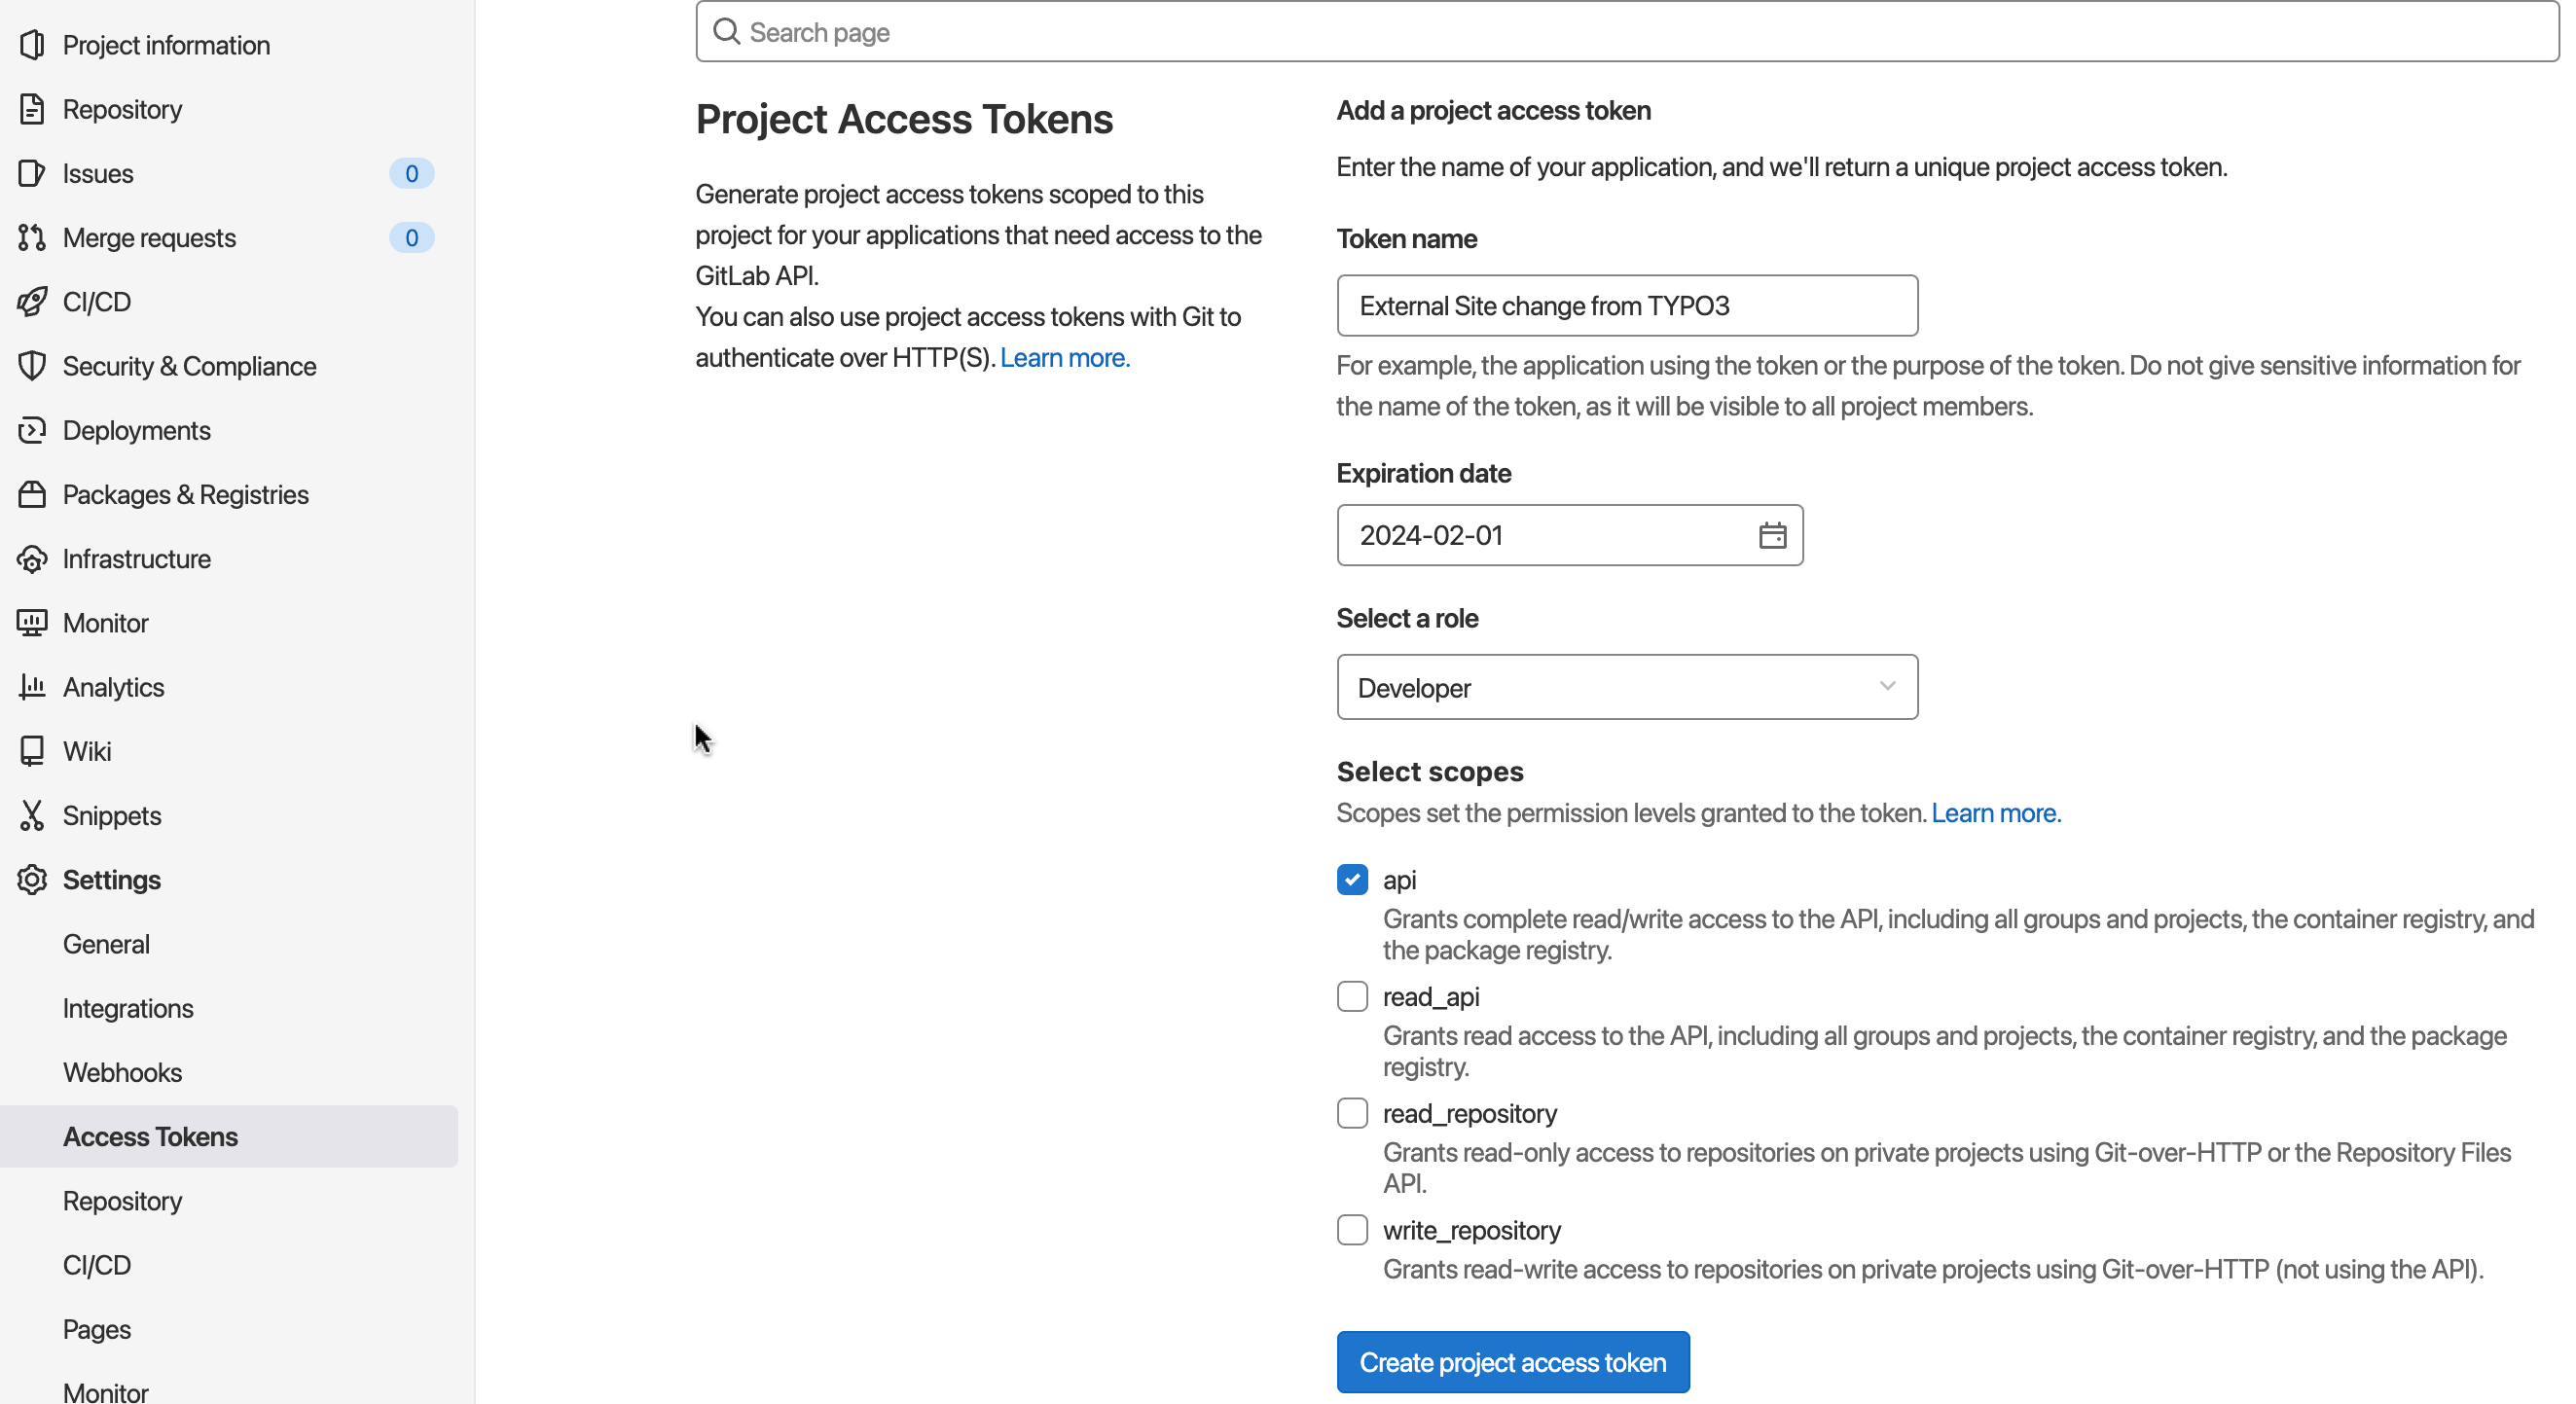 Project information
Repository
Issues 0
Merge requests 0
CI/CD
Security & Compliance
Deployments
Packages & Registries
Infrastructure
Monitor
Analytics
Wiki
Snippets
Settings
General
Integrations
Webhooks
Access Tokens
Repository
CI/CD
Pages
Monitor
Search page
Project Access Tokens
Generate project access tokens scoped to this
project for your applications that need access to the
GitLab API.
You can also use project access tokens with Git to
authenticate over HTTP(S). Learn more.
Add a project access token
Enter the name of your application, and we'll return a unique project access token.
Token name
External Site change from TYPO3
For example, the application using the token or the purpose of the token. Do not give sensitive information for
the name of the token, as it will be visible to all project members.
Expiration date
2024-02-01
Select a role
Developer
Select scopes
Scopes set the permission levels granted to the token. Learn more.
api
Grants complete read/write access to the API, including all groups and projects, the container registry, and
the package registry.
read_api
Grants read access to the API, including all groups and projects, the container registry, and the package
registry.
read_repository
Grants read-only access to repositories on private projects using Git-over-HTTP or the Repository Files
API.
write_repository
Grants read-write access to repositories on private projects using Git-over-HTTP (not using the API).
Create project access token